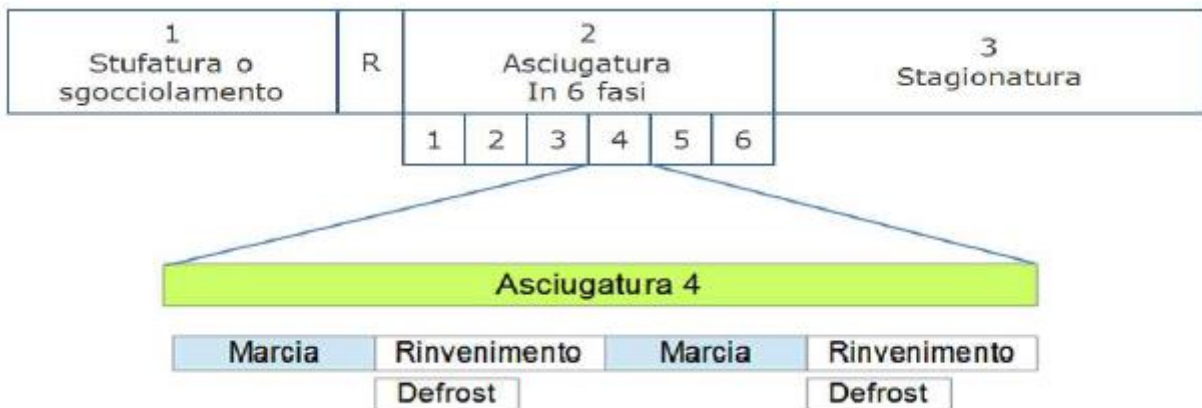 1
Stufatura o
sgocciolamento
R
2
Asciugatura
In 6 fasi
3
Stagionatura
1 2 3 4 5 6
Asciugatura 4
Marcia Rinvenimento Marcia Rinvenimento
Defrost Defrost